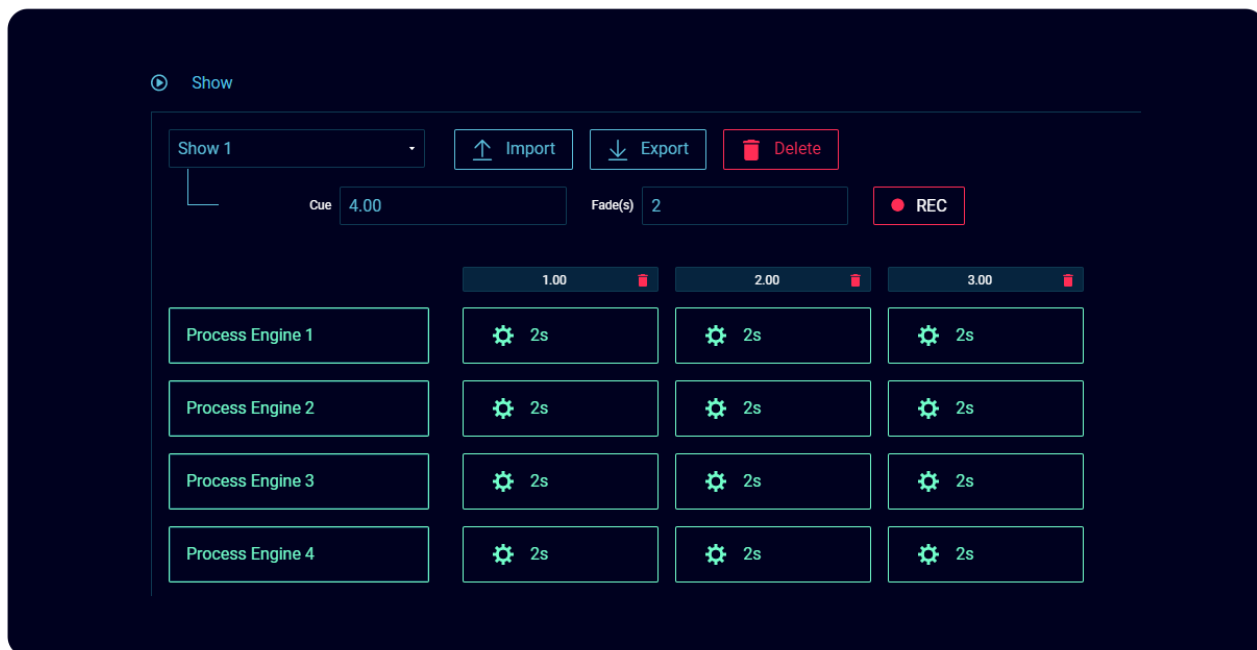 Show
Show 1 Import Export Delete
Cue 4.00 Fade(s) 2 REC
1.00 2.00 3.00
Process Engine 1 2s 2s 2s
Process Engine 2 2s 2s 2s
Process Engine 3 2s 2s 2s
Process Engine 4 2s 2s 2s